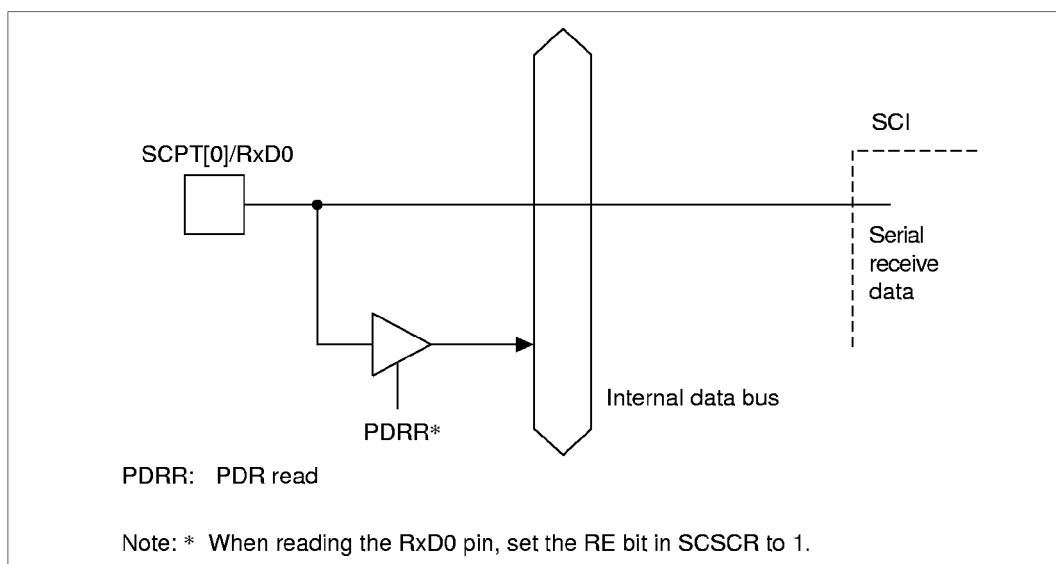 SCI
SCPT[0]/RxD0
Serial
receive
data
Internal data bus
PDRR*
PDRR: PDR read
Note: * When reading the RxD0 pin, set the RE bit in SCSCR to 1.